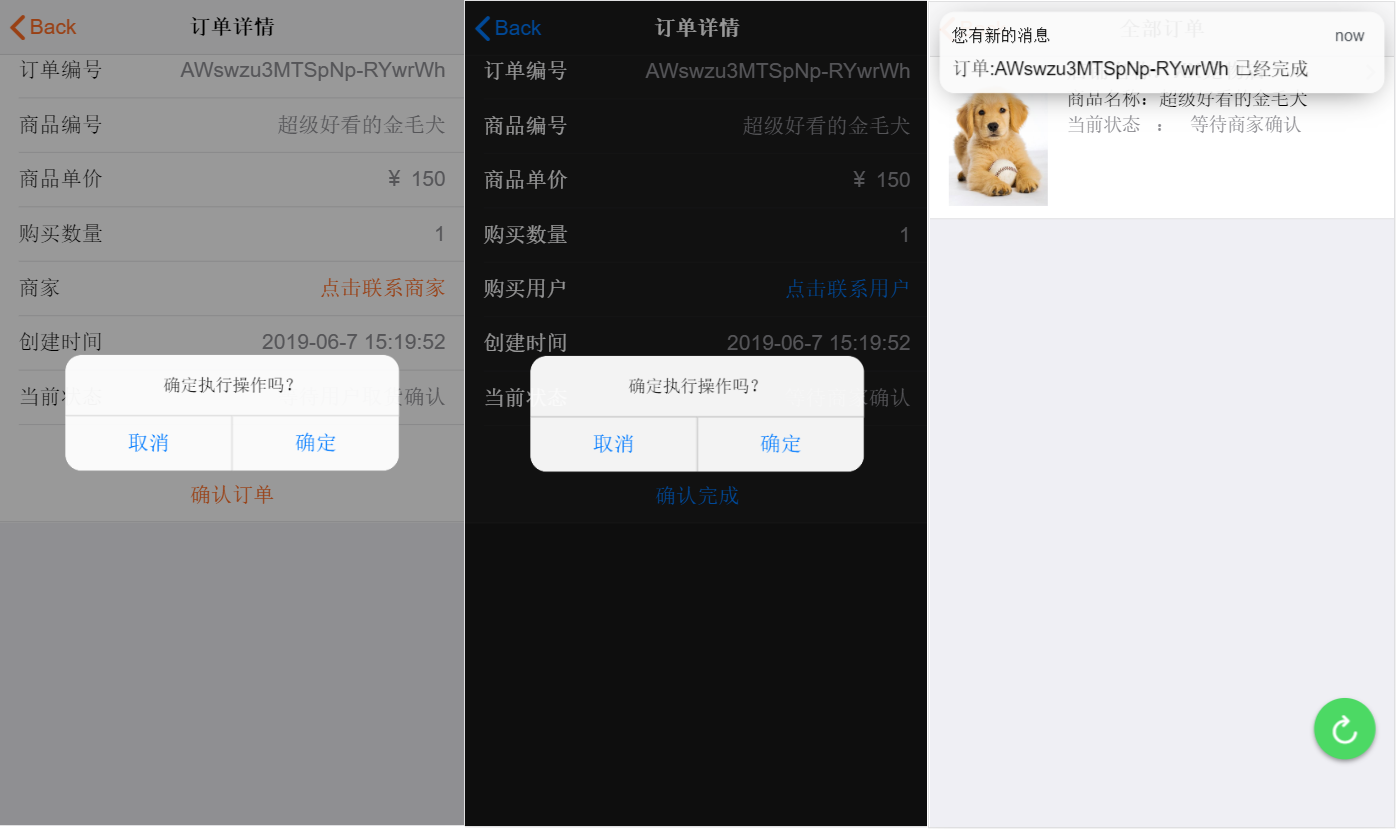 Back
订单详情
订单编号 AWswzu3MTSpNp-RYwrWh
商品编号 超级好看的金毛犬
商品单价 ¥ 150
购买数量 1
商家 点击联系商家
创建时间 2019-06-7 15:19:52
当前状态 确认
确定执行操作吗?
取消 确定
确认订单
Back
订单详情
订单编号 AWswzu3MTSpNp-RYwrWh
商品编号 超级好看的金毛犬
商品单价 ¥ 150
购买数量 1
购买用户 点击联系用户
创建时间 2019-06-7 15:19:52
当前状态 确认
确定执行操作吗?
取消 确定
确认完成
全部订单
您有新的消息 now
订单:AWswzu3MTSpNp-RYwrWh 已经完成
商品名称：超级好看的金毛犬
当前状态 ： 等待商家确认